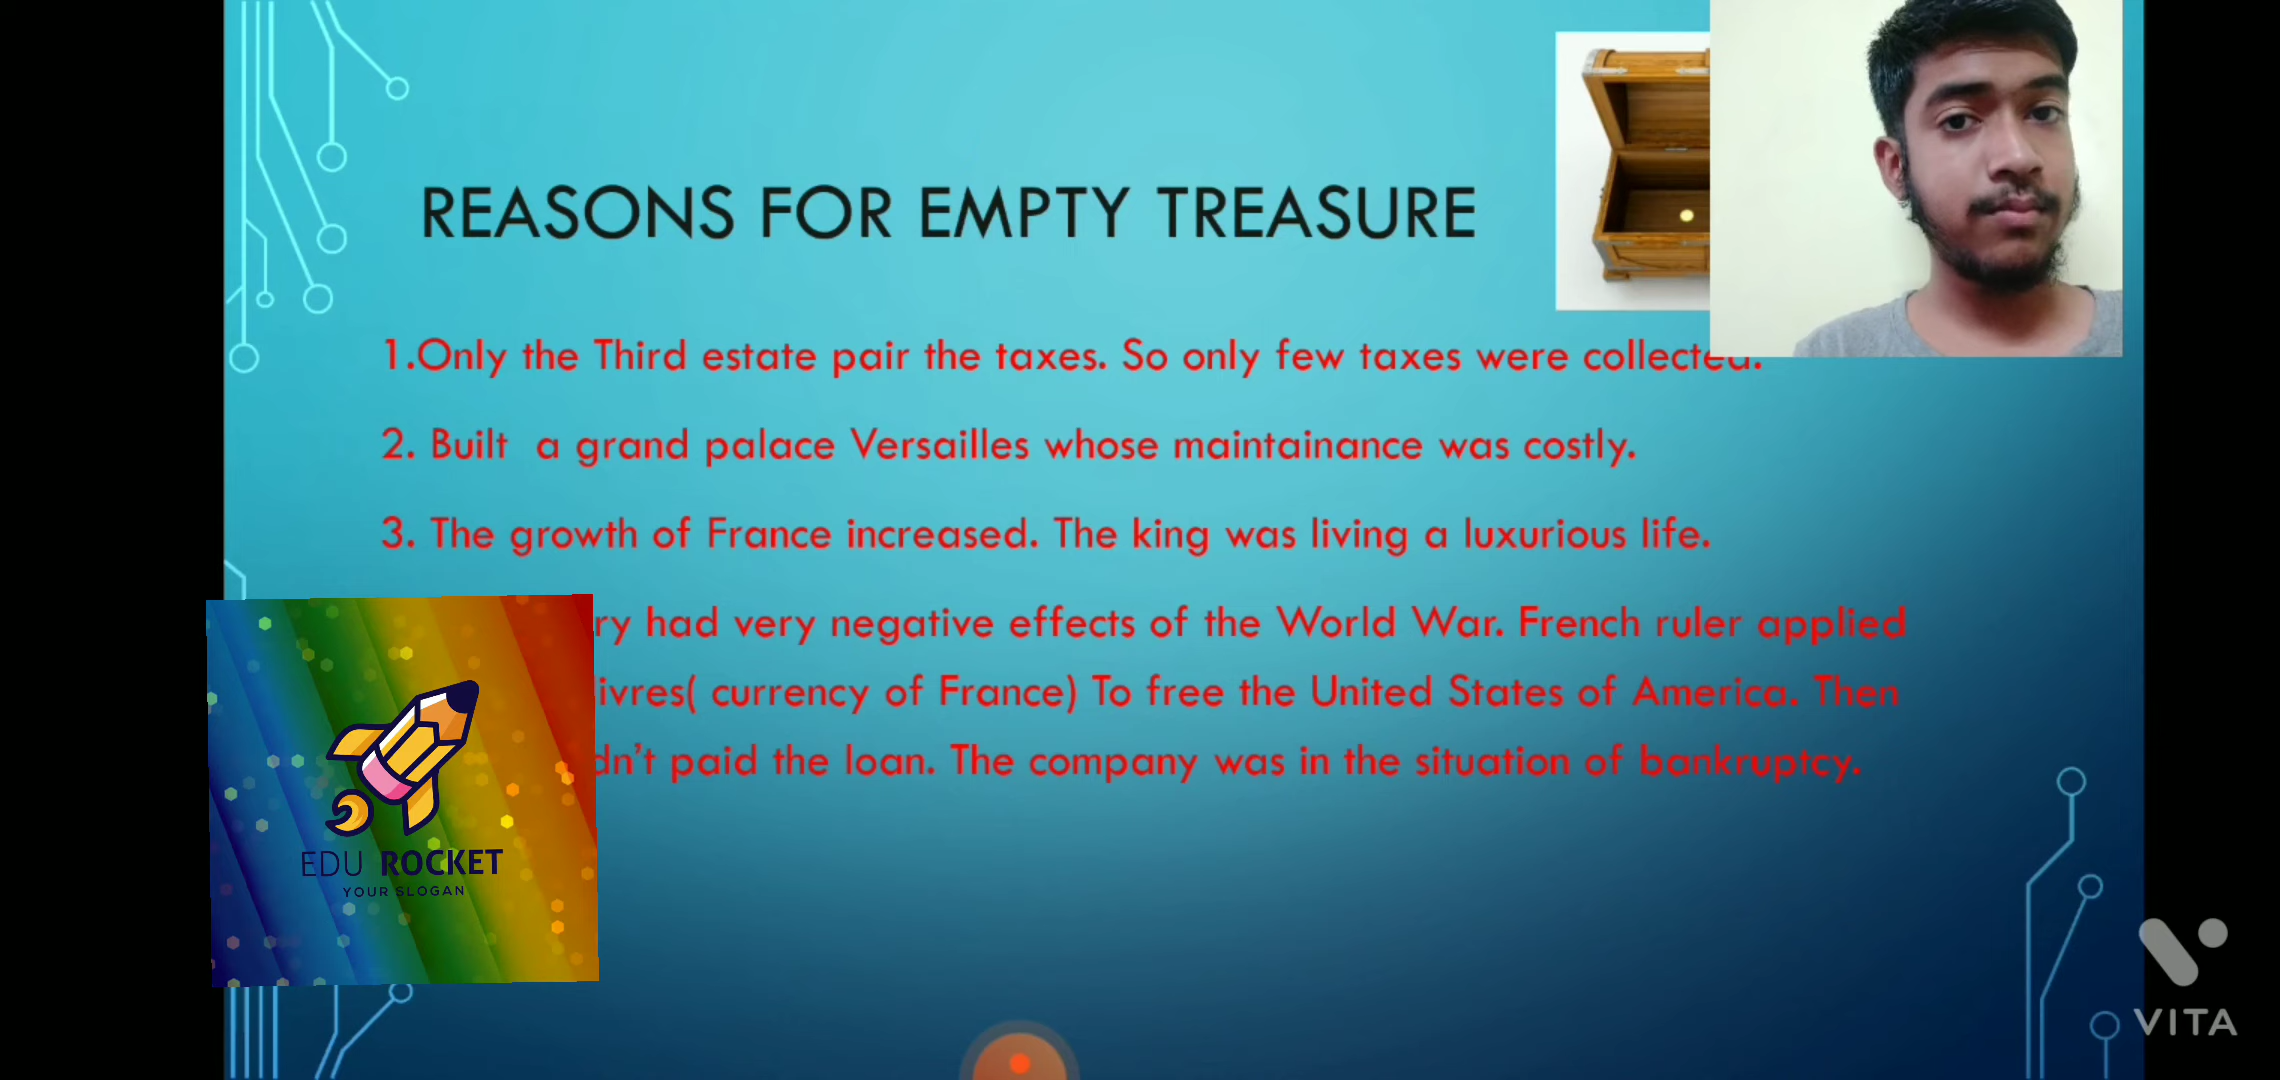 REASONS FOR EMPTY TREASURE
1.Only the Third estate pair the taxes. So only few taxes were collected.
2. Built a grand palace Versailles whose maintainance was costly.
3. The growth of France increased. The king was living a luxurious life.
had very negative effects of the World War. French ruler applied
( currency of France) To free the United States of America. Then
paid the loan. The company was in the situation of bankruptcy.
EDU ROCKET
YOUR SLOGAN
VITA